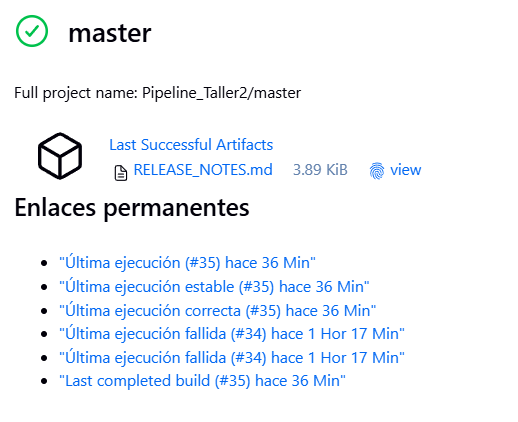 master
Full project name: Pipeline_Taller2/master
Last Successful Artifacts
RELEASE_NOTES.md 3.89 KiB view
Enlaces permanentes
"Última ejecución (#35) hace 36 Min"
"Última ejecución estable (#35) hace 36 Min"
"Última ejecución correcta (#35) hace 36 Min"
"Última ejecución fallida (#34) hace 1 Hor 17 Min"
"Última ejecución fallida (#34) hace 1 Hor 17 Min"
"Last completed build (#35) hace 36 Min"